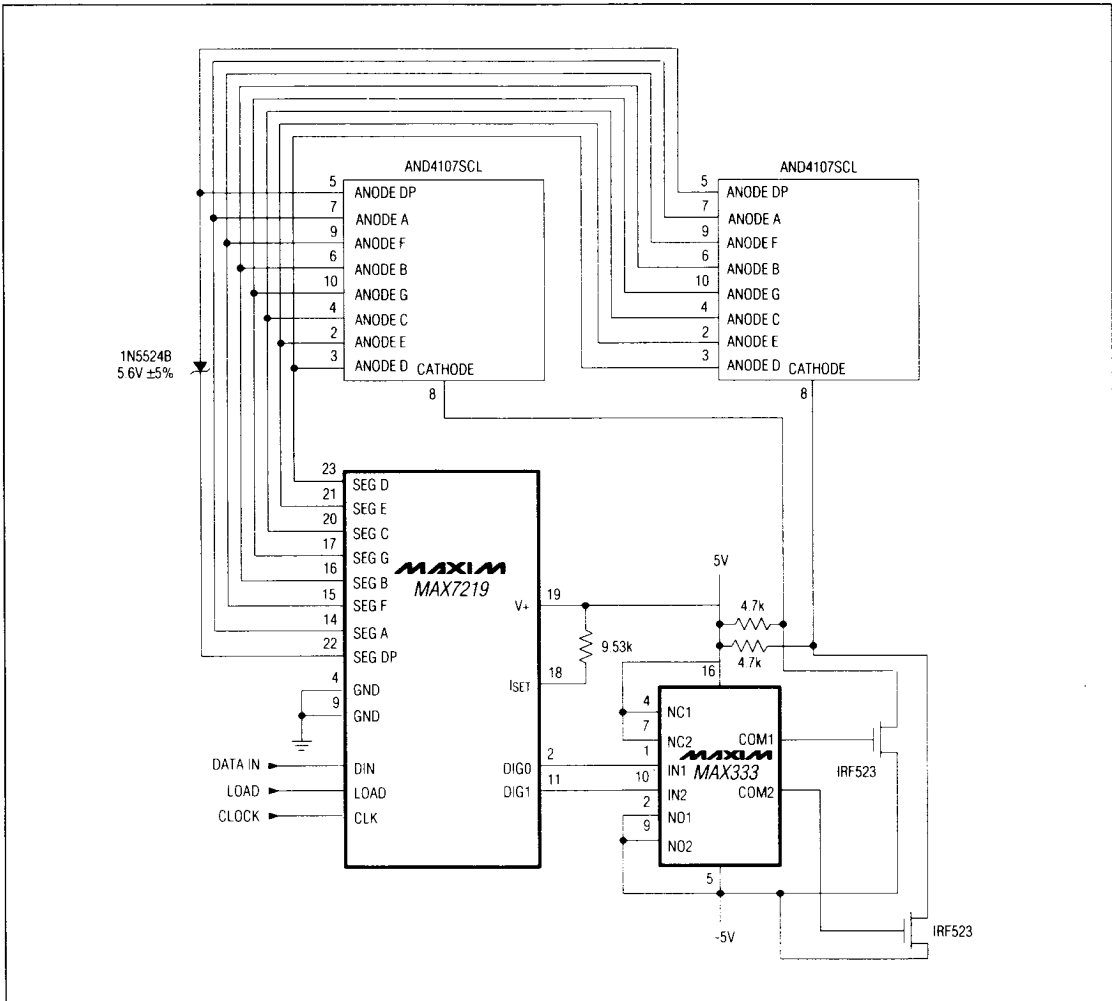 AND4107SCL
5 ANODE DP
7 ANODE A
9 ANODE F
6 ANODE B
10 ANODE G
4 ANODE C
2 ANODE E
3 ANODE D
CATHODE
8
AND4107SCL
5 ANODE DP
7 ANODE A
9 ANODE F
6 ANODE B
10 ANODE G
4 ANODE C
2 ANODE E
3 ANODE D
CATHODE
8
1N5524B
5.6V ±5%
23 SEG D
21 SEG E
20 SEG C
17 SEG G
16 SEG B
15 SEG F
14 SEG A
22 SEG DP
4 GND
9 GND
DATA IN DIN
LOAD LOAD
CLOCK CLK
MAXIM
MAX7219
V+ 19
ISET 18
DIG0 2
DIG1 11
9.53k
5V
4.7k
4.7k
16
4 NC1
7 NC2
1 IN1
10 IN2
2 NO1
9 NO2
COM1
MAXIM
MAX333
COM2
5
-5V
IRF523
IRF523